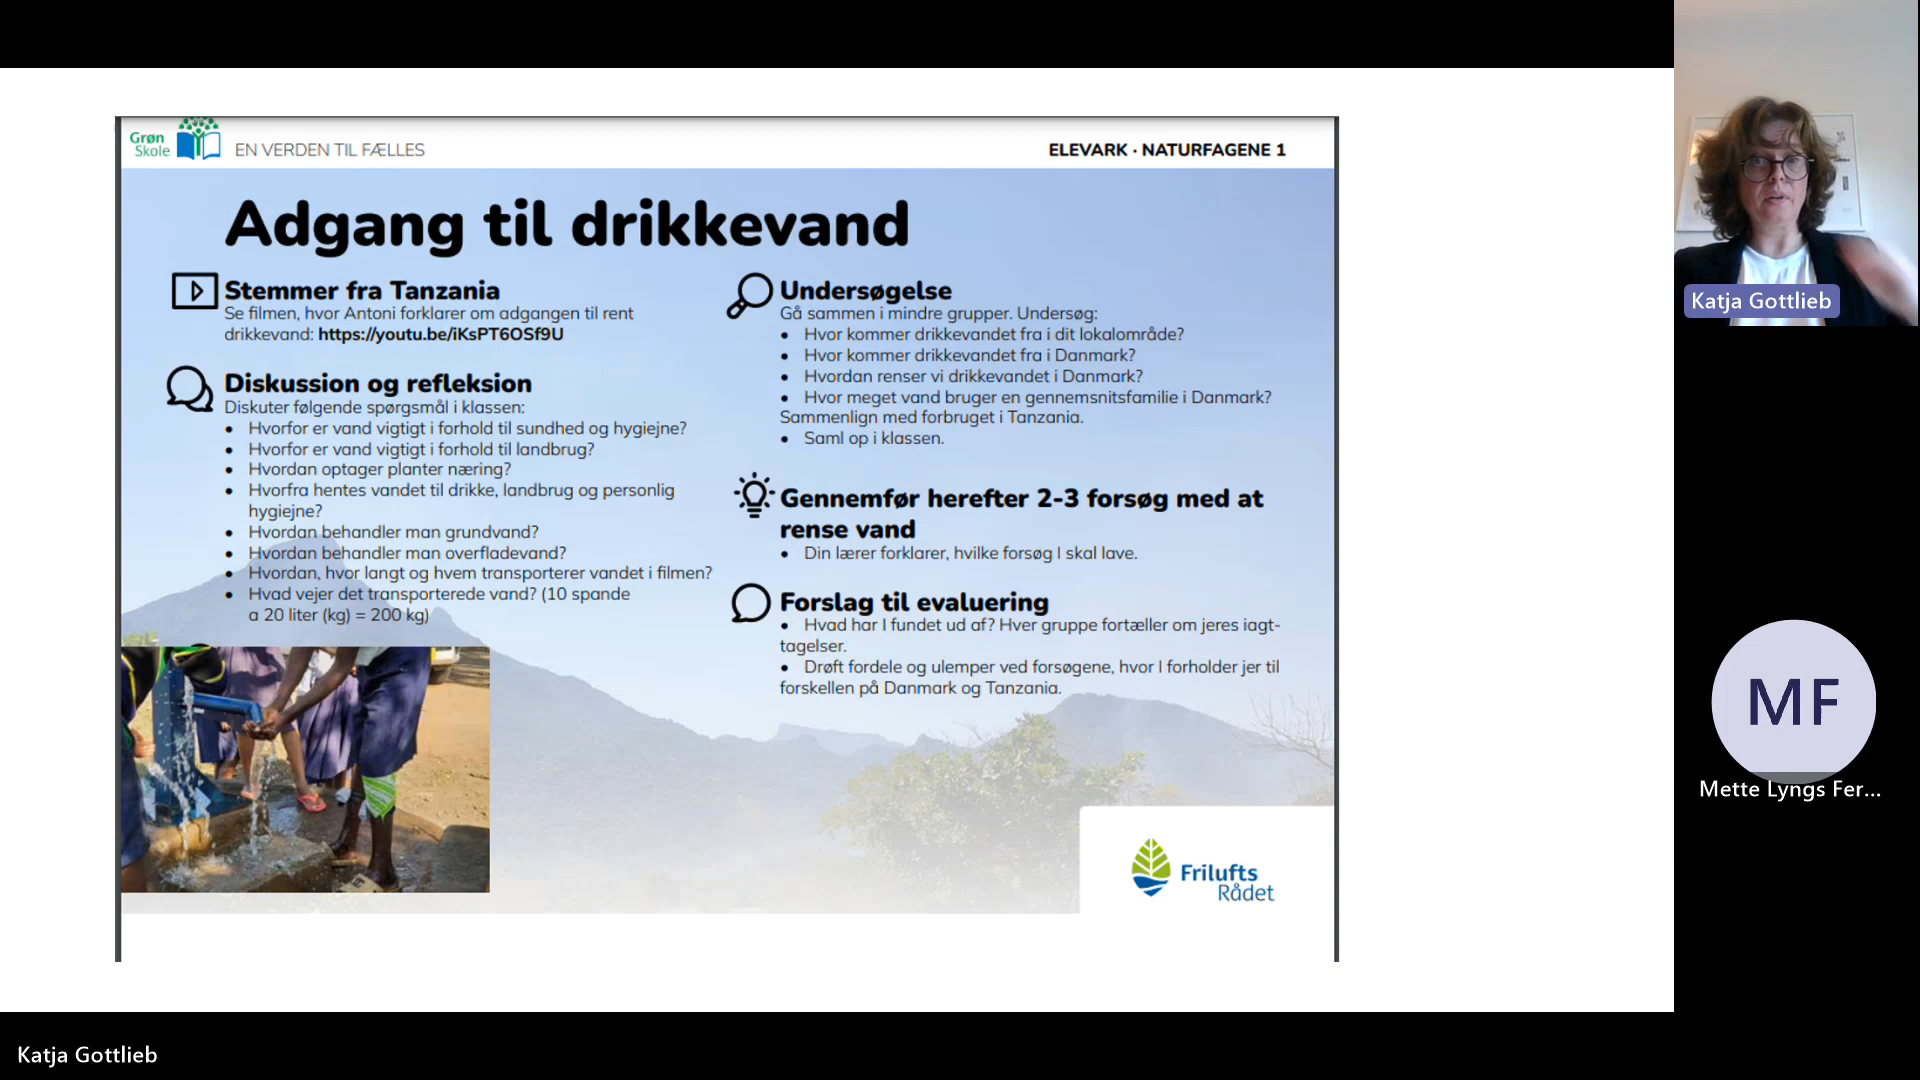 Grøn
Skole
EN VERDEN TIL FÆLLES
ELEVARK · NATURFAGENE 1
Adgang til drikkevand
Stemmer fra Tanzania
Se filmen, hvor Antoni forklarer om adgangen til rent
drikkevand: https://youtu.be/iKsPT6OSf9U
Diskussion og refleksion
Diskuter følgende spørgsmål i klassen:
• Hvorfor er vand vigtigt i forhold til sundhed og hygiejne?
• Hvorfor er vand vigtigt i forhold til landbrug?
• Hvordan optager planter næring?
• Hvorfra hentes vandet til drikke, landbrug og personlig
hygiejne?
• Hvordan behandler man grundvand?
• Hvordan behandler man overfladevand?
• Hvordan, hvor langt og hvem transporterer vandet i filmen?
• Hvad vejer det transporterede vand? (10 spande
a 20 liter (kg) = 200 kg)
Undersøgelse
Gå sammen i mindre grupper. Undersøg:
• Hvor kommer drikkevandet fra i dit lokalområde?
• Hvor kommer drikkevandet fra i Danmark?
• Hvordan renser vi drikkevandet i Danmark?
• Hvor meget vand bruger en gennemsnitsfamilie i Danmark?
Sammenlign med forbruget i Tanzania.
• Saml op i klassen.
Gennemfør herefter 2-3 forsøg med at
rense vand
• Din lærer forklarer, hvilke forsøg I skal lave.
Forslag til evaluering
• Hvad har I fundet ud af? Hver gruppe fortæller om jeres iagt-
tagelser.
• Drøft fordele og ulemper ved forsøgene, hvor I forholder jer til
forskellen på Danmark og Tanzania.
Frilufts
Rådet
Katja Gottlieb
MF
Mette Lyngs Fer...
Katja Gottlieb